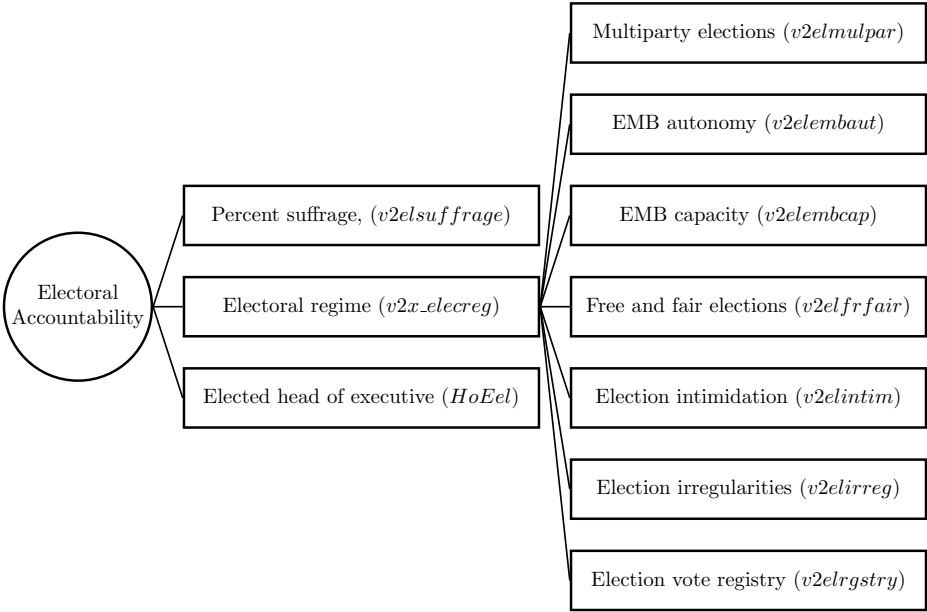 Electoral
Accountability
Percent suffrage, (v2elsuffrage)
Electoral regime (v2x_elecreg)
Elected head of executive (HoEel)
Multiparty elections (v2elmulpar)
EMB autonomy (v2elembaut)
EMB capacity (v2elembcap)
Free and fair elections (v2elfrfair)
Election intimidation (v2elintim)
Election irregularities (v2elirreg)
Election vote registry (v2elrgstry)